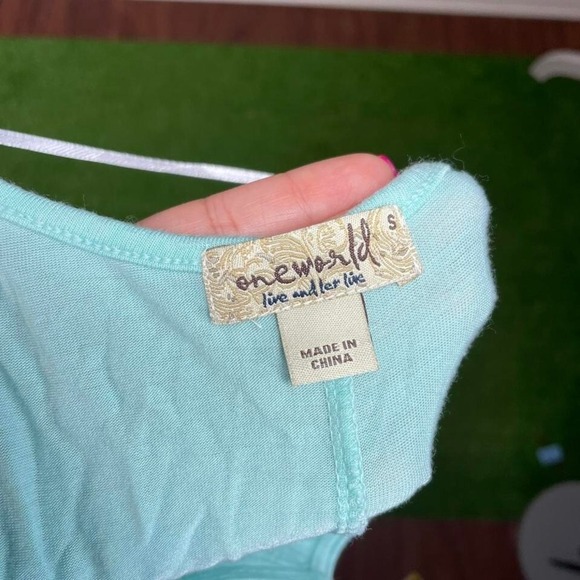 S
oneworld.
live and let live
MADE IN
CHINA